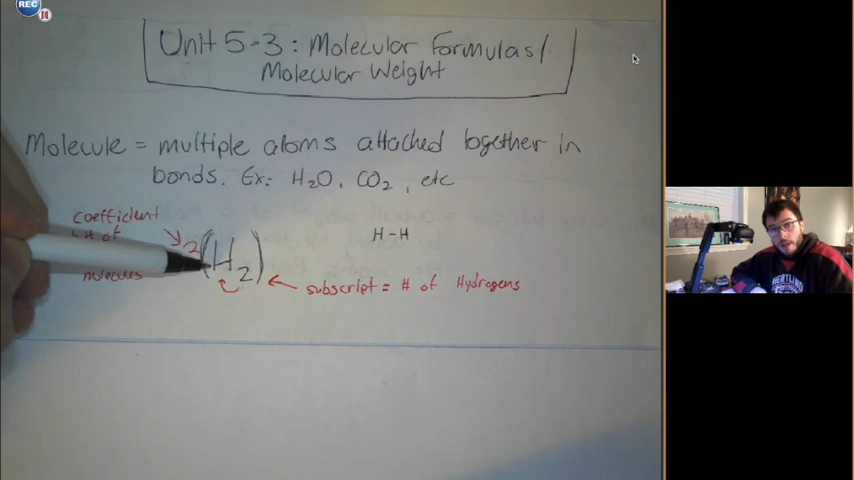 REC
Unit 5-3: Molecular Formulas/
Molecular Weight
Molecule = multiple atoms attached together in
bonds. Ex: H₂O, CO₂, etc
coefficient
# of
molecules
2(H₂)
H-H
subscript = # of Hydrogens